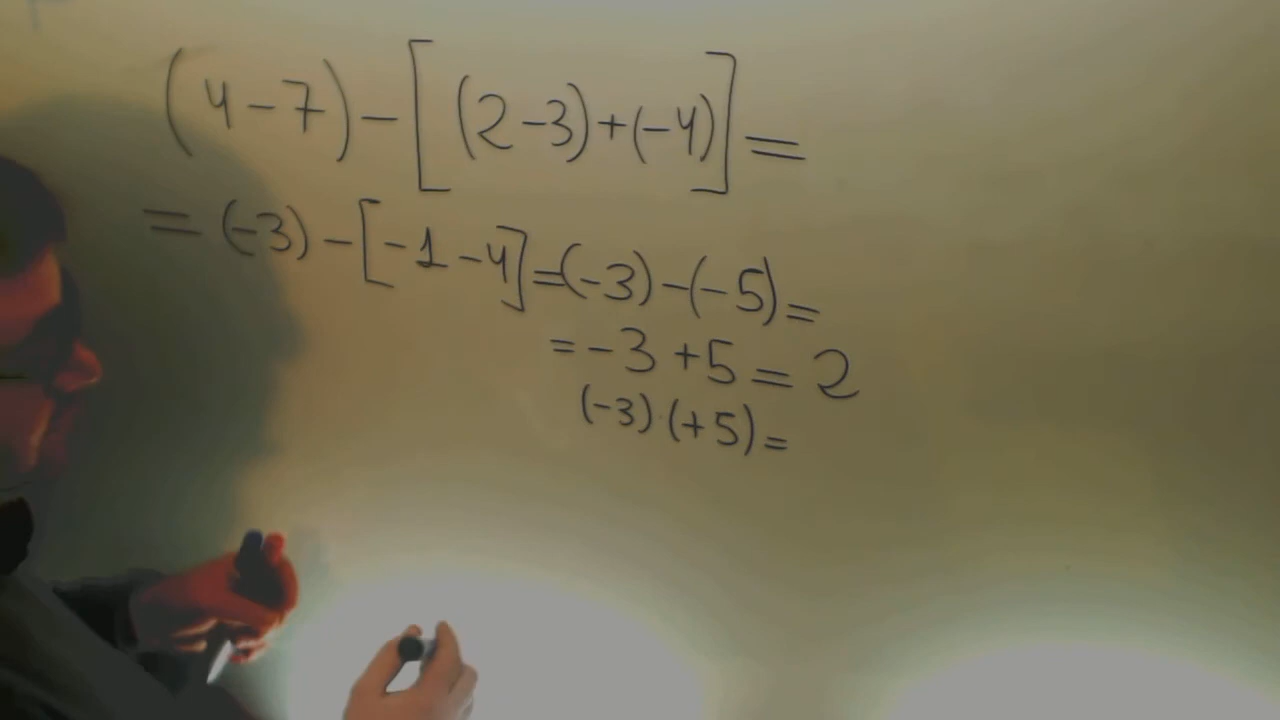 (4-7)-[(2-3)+(-4)]=
=(-3)-[-1-4]=(-3)-(-5)=
=-3+5=2
(-3)·(+5)=